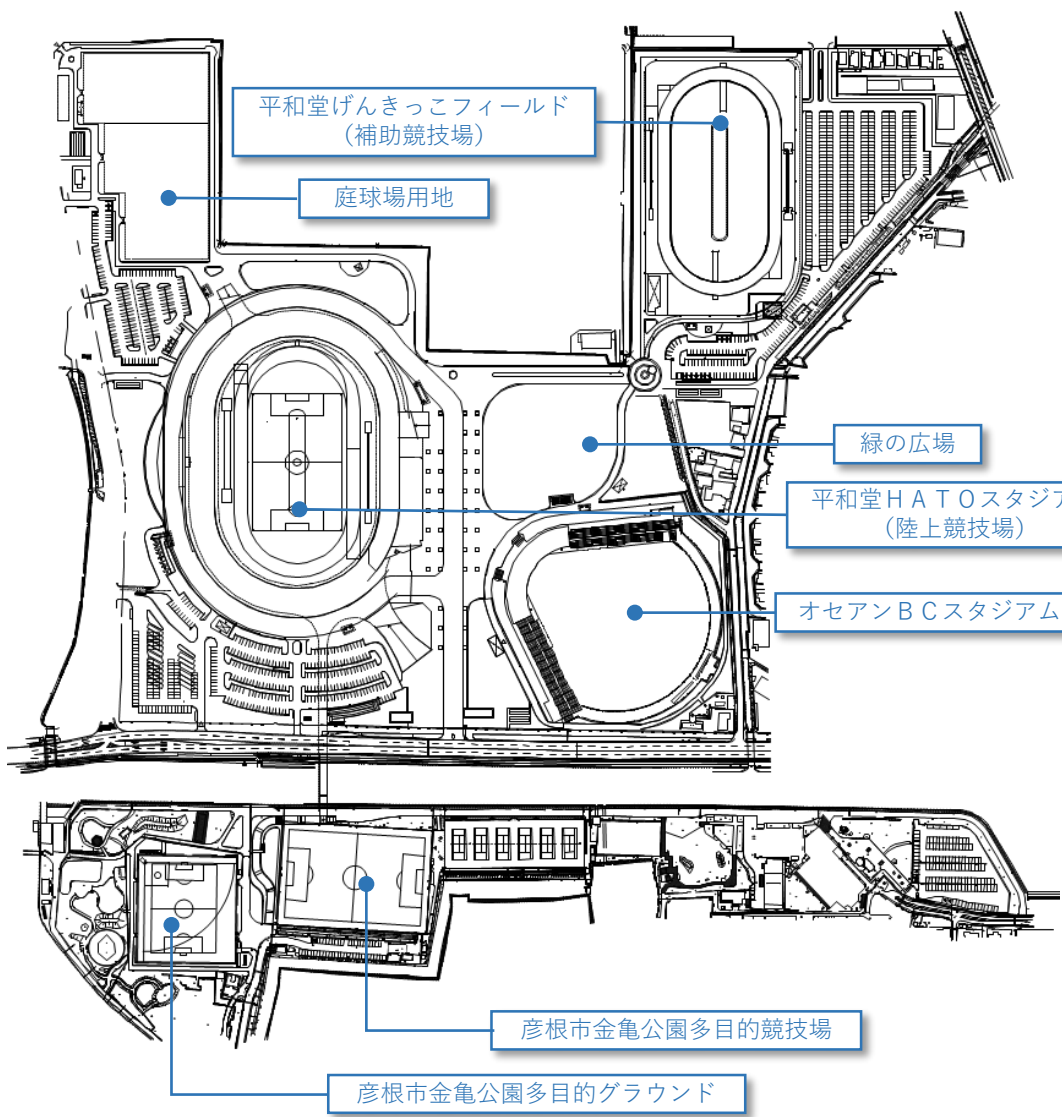 平和堂げんきっこフィールド
（補助競技場）
庭球場用地
緑の広場
平和堂ＨＡＴＯスタジア
（陸上競技場）
オセアンＢＣスタジアム
彦根市金亀公園多目的競技場
彦根市金亀公園多目的グラウンド